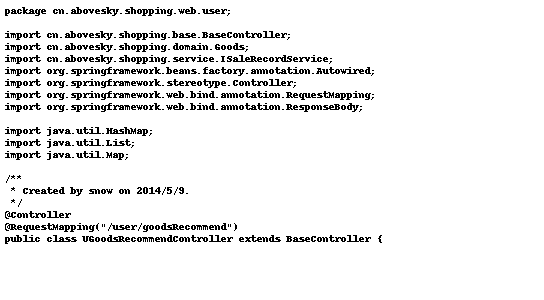 package cn.abovesky.shopping.web.user;
import cn.abovesky.shopping.base.BaseController;
import cn.abovesky.shopping.domain.Goods;
import cn.abovesky.shopping.service.ISaleRecordService;
import org.springframework.beans.factory.annotation.Autowired;
import org.springframework.stereotype.Controller;
import org.springframework.web.bind.annotation.RequestMapping;
import org.springframework.web.bind.annotation.ResponseBody;
import java.util.HashMap;
import java.util.List;
import java.util.Map;
/**
 * Created by snow on 2014/5/9.
 */
@Controller
@RequestMapping("/user/goodsRecommend")
public class UGoodsRecommendController extends BaseController {